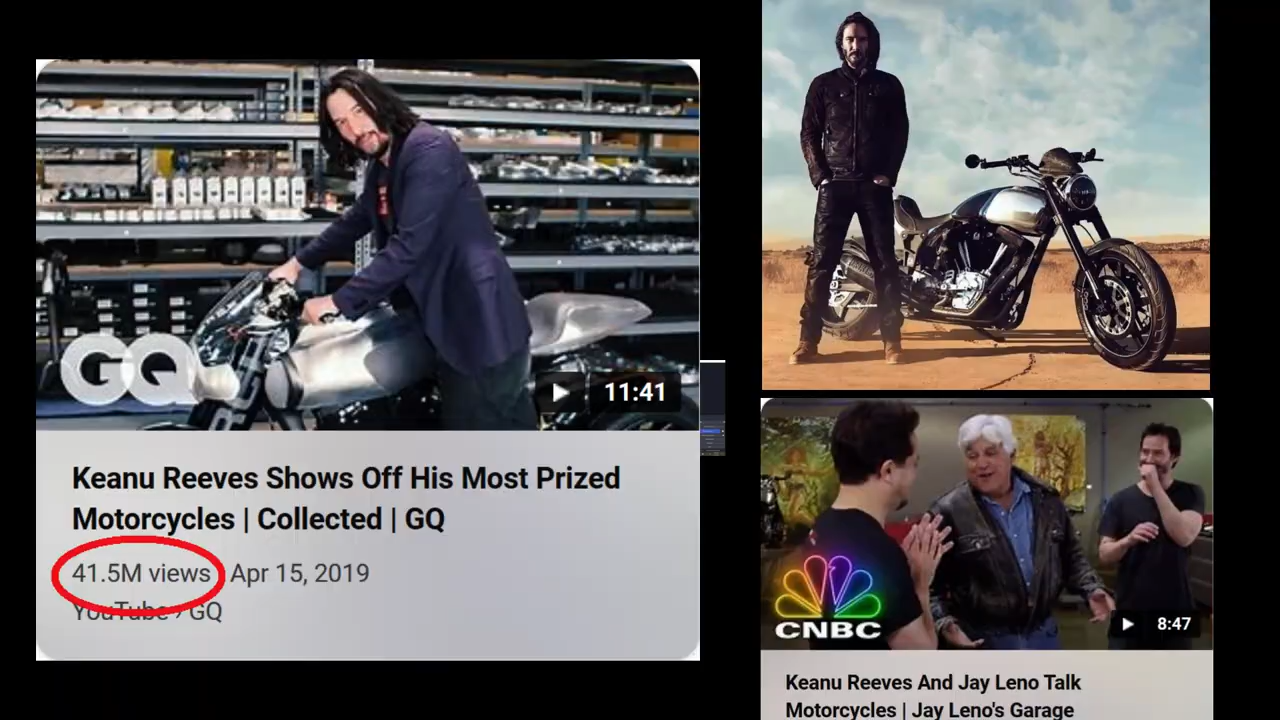 GQ
11:41
Keanu Reeves Shows Off His Most Prized
Motorcycles | Collected | GQ
41.5M views Apr 15, 2019
YouTube › GQ
CNBC
8:47
Keanu Reeves And Jay Leno Talk
Motorcycles | Jay Leno's Garage